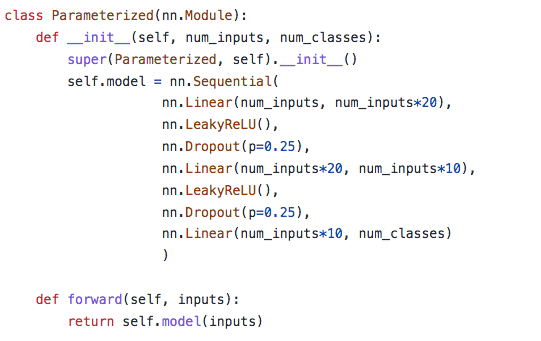 class Parameterized(nn.Module):
    def __init__(self, num_inputs, num_classes):
        super(Parameterized, self).__init__()
        self.model = nn.Sequential(
                    nn.Linear(num_inputs, num_inputs*20),
                    nn.LeakyReLU(),
                    nn.Dropout(p=0.25),
                    nn.Linear(num_inputs*20, num_inputs*10),
                    nn.LeakyReLU(),
                    nn.Dropout(p=0.25),
                    nn.Linear(num_inputs*10, num_classes)
                    )

    def forward(self, inputs):
        return self.model(inputs)